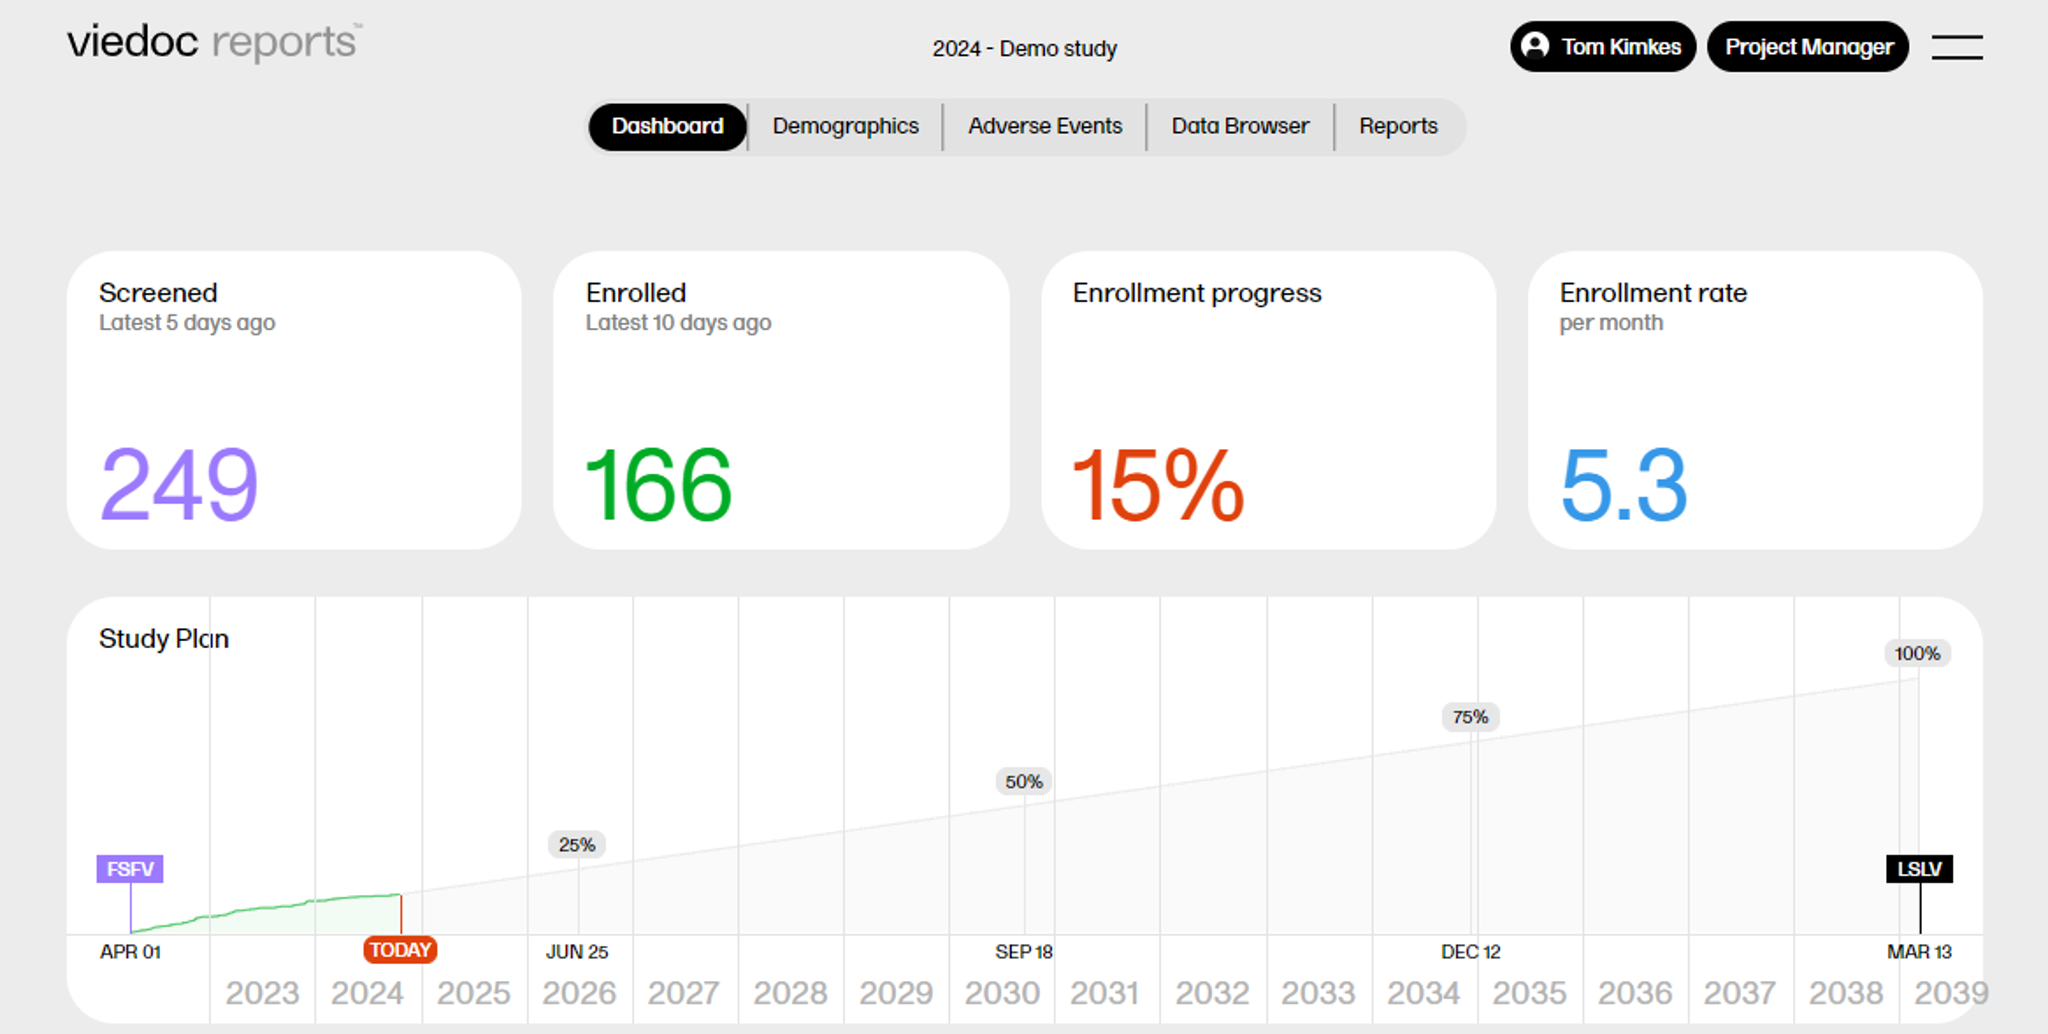 viedoc reports™
2024 - Demo study
Tom Kimkes
Project Manager
Dashboard
Demographics
Adverse Events
Data Browser
Reports
Screened
Latest 5 days ago
249
Enrolled
Latest 10 days ago
166
Enrollment progress
15%
Enrollment rate
per month
5.3
Study Plan
100%
75%
50%
25%
FSFV
LSLV
APR 01
TODAY
JUN 25
SEP 18
DEC 12
MAR 13
2023 2024 2025 2026 2027 2028 2029 2030 2031 2032 2033 2034 2035 2036 2037 2038 2039